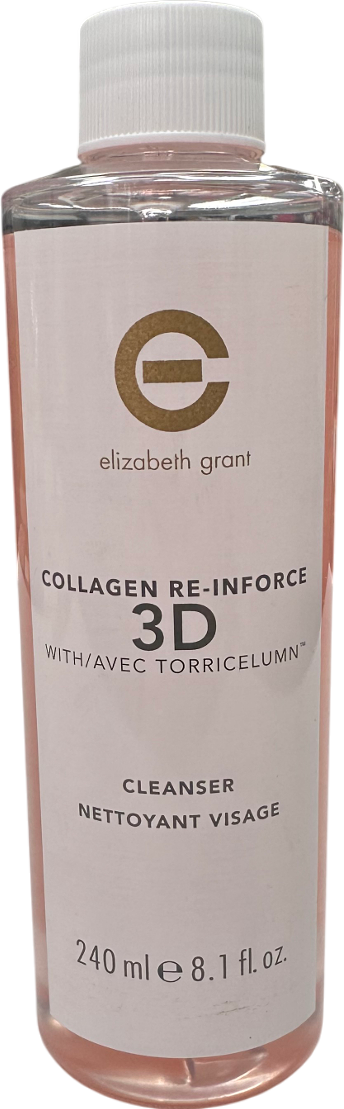 elizabeth grant
COLLAGEN RE-INFORCE
3D
WITH/AVEC TORRICELUMN™
CLEANSER
NETTOYANT VISAGE
240 ml ℮ 8.1 fl. oz.